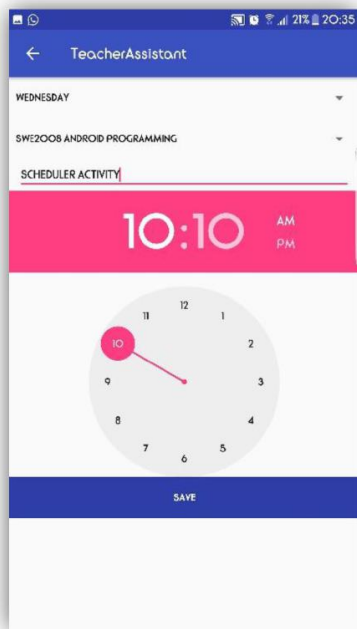 21% 20:35
TeacherAssistant
WEDNESDAY
SWE2008 ANDROID PROGRAMMING
SCHEDULER ACTIVITY
10:10 AM
PM
12
11 1
10 2
9 3
8 4
7 5
6
SAVE